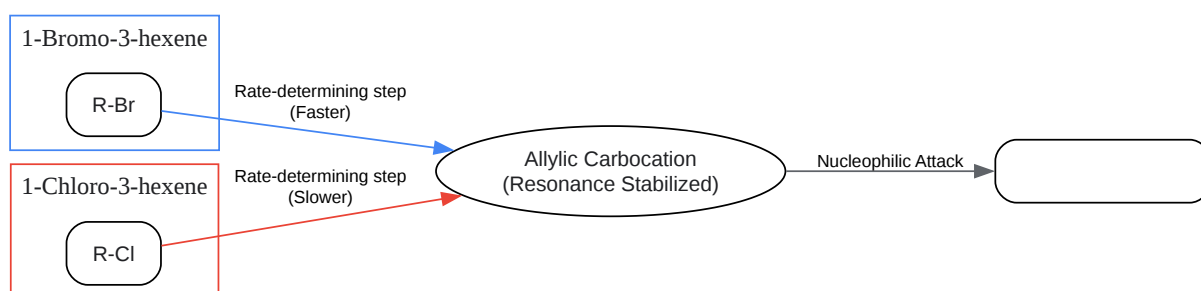 1-Bromo-3-hexene
R-Br
Rate-determining step
(Faster)
1-Chloro-3-hexene
R-Cl
Rate-determining step
(Slower)
Allylic Carbocation
(Resonance Stabilized)
Nucleophilic Attack